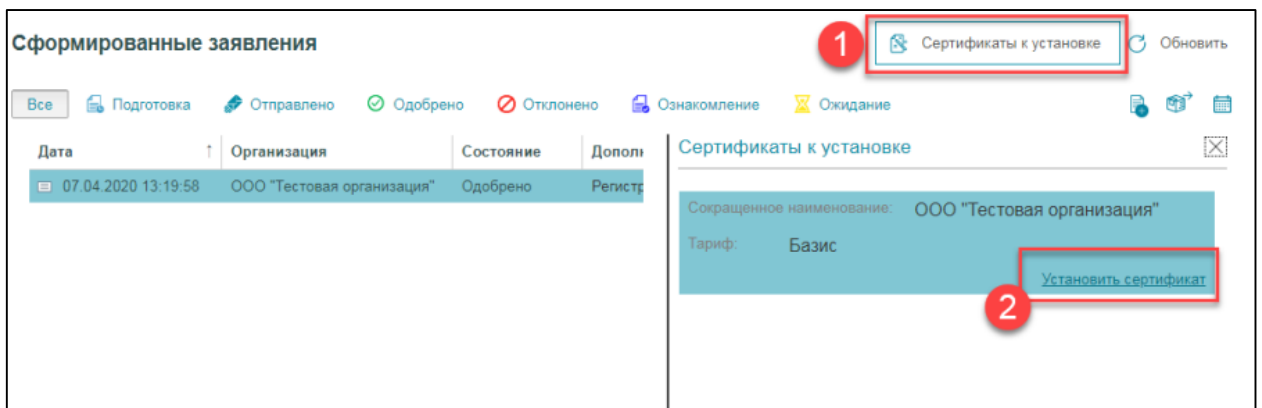 Сформированные заявления
1
Сертификаты к установке
Обновить
Все Подготовка Отправлено Одобрено Отклонено Ознакомление Ожидание
Дата ↑ Организация Состояние Дополн
07.04.2020 13:19:58 ООО "Тестовая организация" Одобрено Регистр
Сертификаты к установке
Сокращенное наименование: ООО "Тестовая организация"
Тариф: Базис
Установить сертификат
2